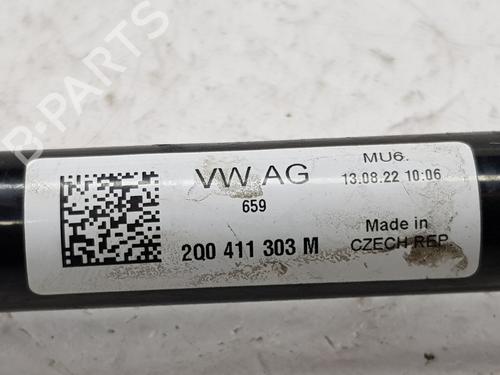 B-PARTS
VW AG
659
2Q0 411 303 M
MU6.
13.08.22 10:06
Made in
CZECH REP